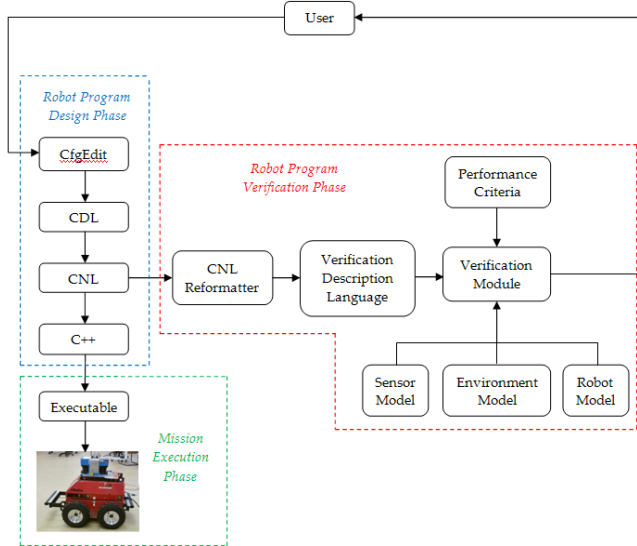 User
Robot Program
Design Phase
CfgEdit
CDL
CNL
C++
Robot Program
Verification Phase
CNL
Reformatter
Verification
Description
Language
Performance
Criteria
Verification
Module
Sensor
Model
Environment
Model
Robot
Model
Executable
Mission
Execution
Phase